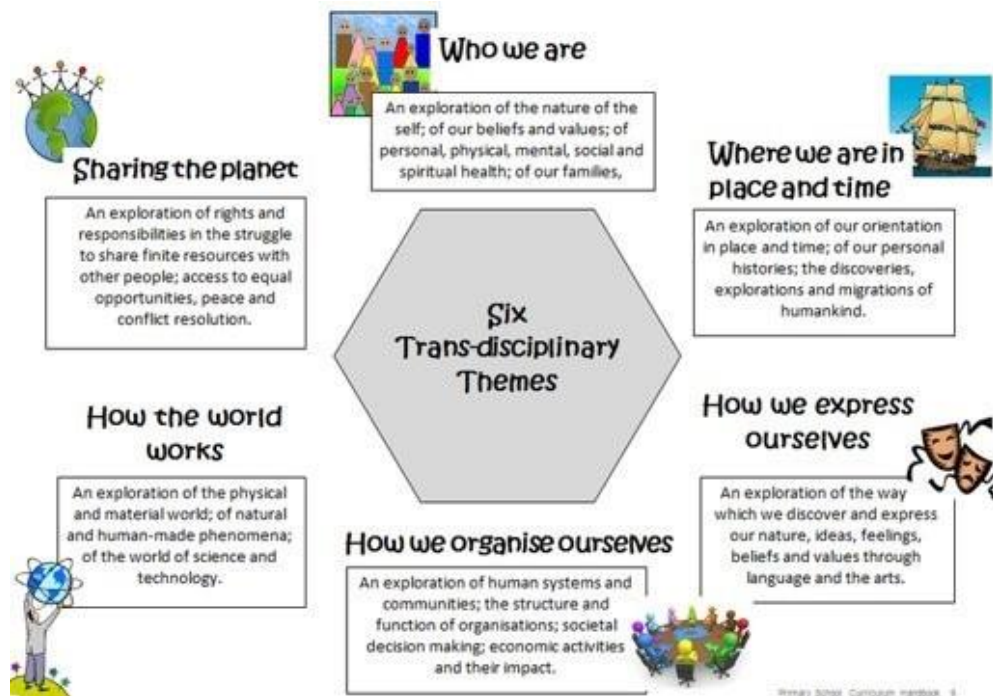 Who we are
An exploration of the nature of the
self; of our beliefs and values; of
personal, physical, mental, social and
spiritual health; of our families,
Where we are in
place and time
An exploration of our orientation
in place and time; of our personal
histories; the discoveries,
explorations and migrations of
humankind.
How we express
ourselves
An exploration of the way
which we discover and express
our nature, ideas, feelings,
beliefs and values through
language and the arts.
How we organise ourselves
An exploration of human systems and
communities; the structure and
function of organisations; societal
decision making; economic activities
and their impact.
How the world
works
An exploration of the physical
and material world; of natural
and human-made phenomena;
of the world of science and
technology.
Sharing the planet
An exploration of rights and
responsibilities in the struggle
to share finite resources with
other people; access to equal
opportunities, peace and
conflict resolution.
Six
Trans-disciplinary
Themes
Primary School Curriculum Handbook